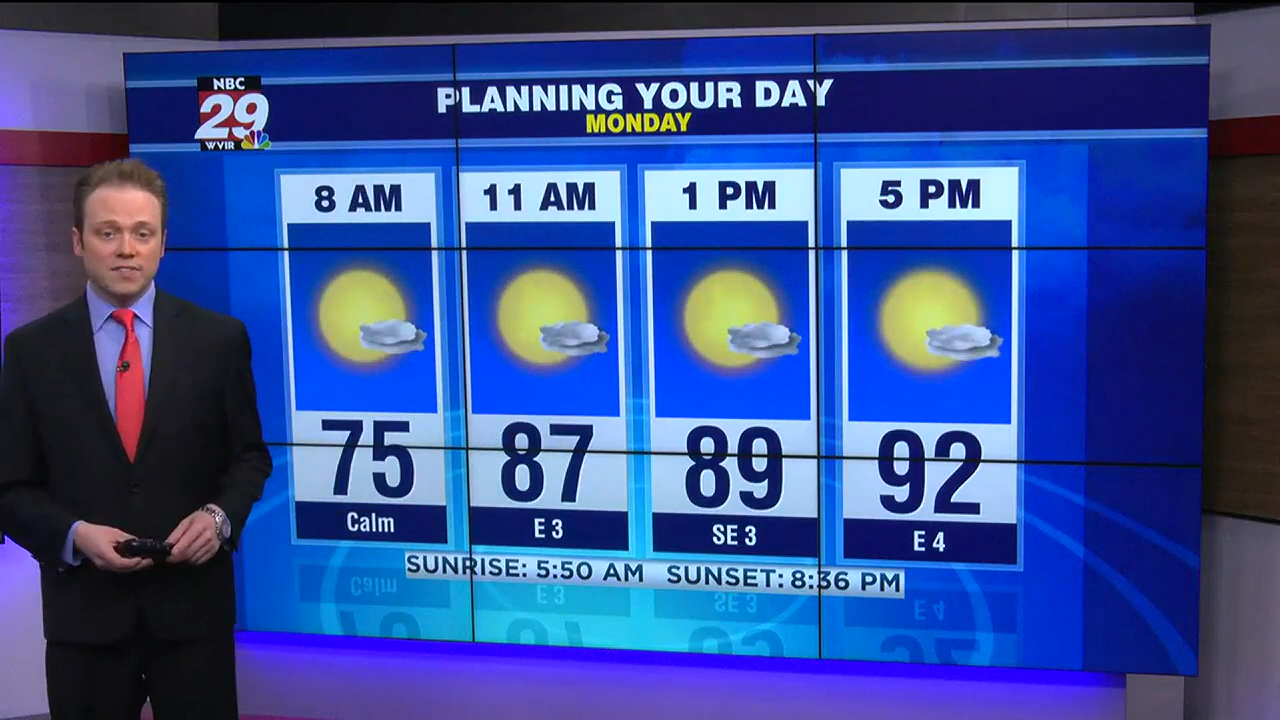 NBC
29
WVIR
PLANNING YOUR DAY
MONDAY
8 AM
11 AM
1 PM
5 PM
75
87
89
92
Calm
E 3
SE 3
E 4
SUNRISE: 5:50 AM SUNSET: 8:36 PM